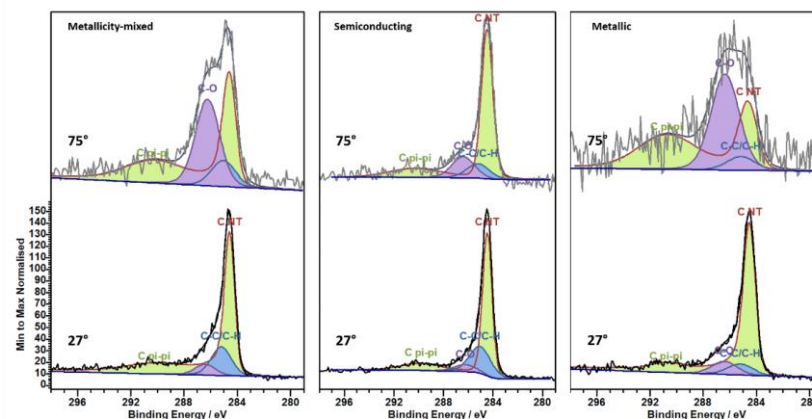 Metallicity-mixed
C NT
C-O
75°
C pi-pi
Semiconducting
C NT
75°
C-O
C-C/C-H
C pi-pi
Metallic
C-O
C NT
75°
C pi-pi
C-C/C-H
Min to Max Normalised
150
140
130
120
110
100
90
80
70
60
50
40
30
20
10
0
C NT
27°
C-C/C-H
C pi-pi
296 292 288 284 280
Binding Energy / eV
C NT
27°
C-C/C-H
C pi-pi
C-O
296 292 288 284 280
Binding Energy / eV
C NT
27°
C-O
C-C/C-H
C pi-pi
296 292 288 284 280
Binding Energy / eV